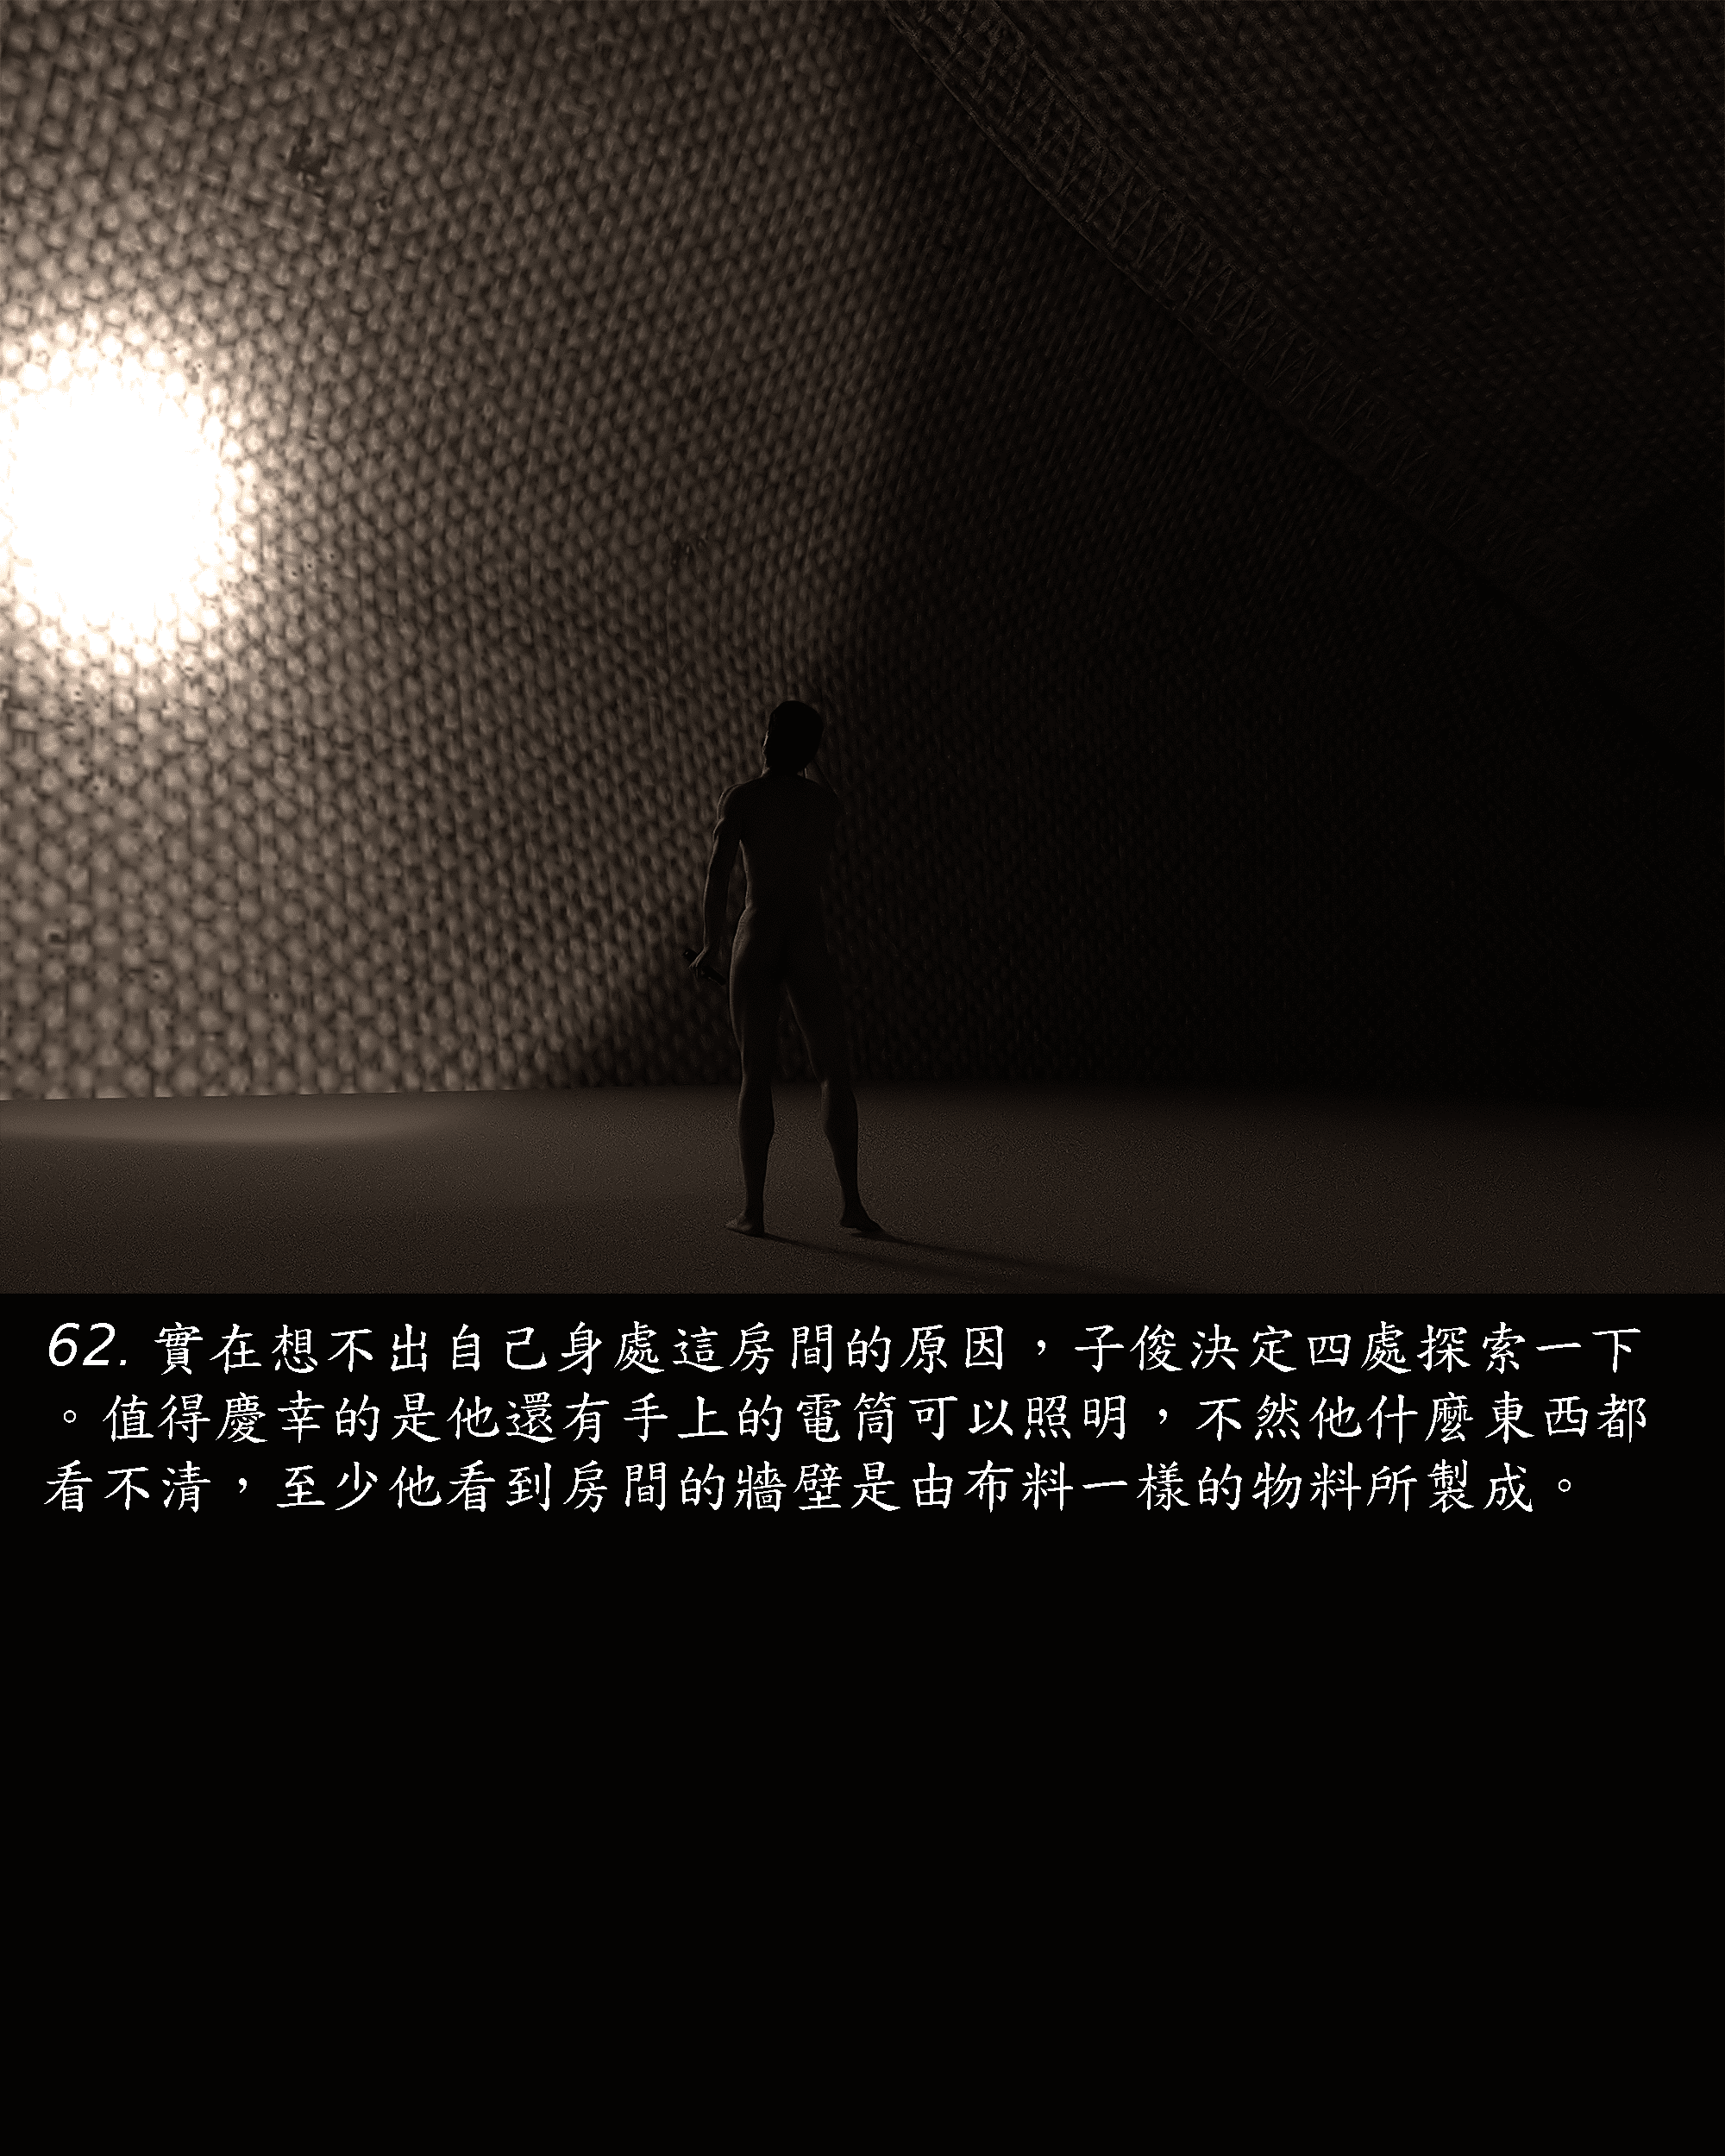 62. 實在想不出自己身處這房間的原因，子俊決定四處探索一下
。值得慶幸的是他還有手上的電筒可以照明，不然他什麼東西都
看不清，至少他看到房間的牆壁是由布料一樣的物料所製成。